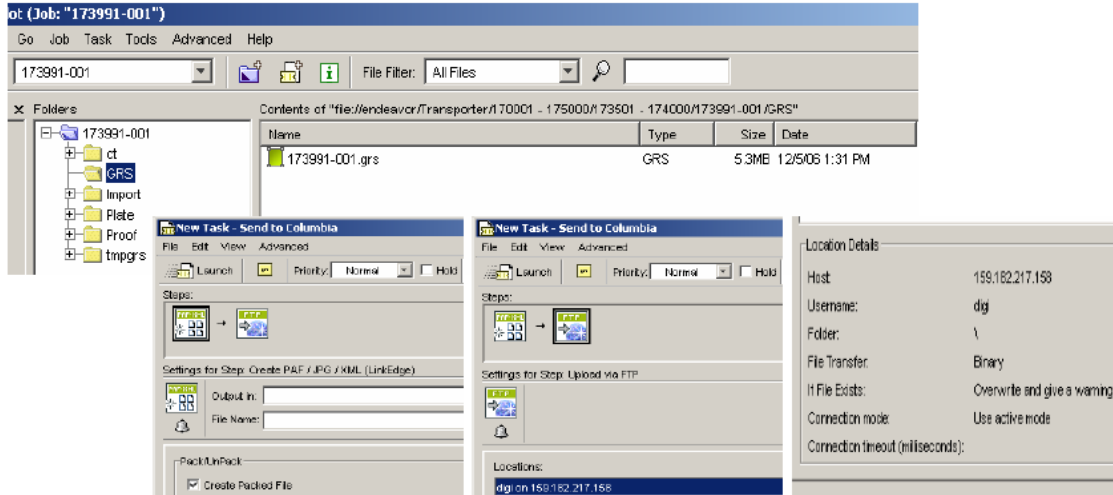 ot (Job: "173991-001")
Go Job Task Tools Advanced Help
173991-001 File Filter: All Files
Folders
173991-001
ct
GRS
Import
Plate
Proof
tmpgrs
Contents of "file://endeavor/Transporter/170001 - 175000/173501 - 174000/173991-001/GRS"
Name Type Size Date
173991-001.grs GRS 5.3MB 12/5/06 1:31 PM
New Task - Send to Columbia
File Edit View Advanced
Launch Priority: Normal Hold
Steps:
Settings for Step: Create PAF / JPG / XML (LinkEdge)
Output In:
File Name:
Pack/UnPack
Create Packed File
New Task - Send to Columbia
File Edit View Advanced
Launch Priority: Normal Hold
Steps:
FTP
Settings for Step: Upload via FTP
FTP
Locations:
digi on 159.182.217.158
Location Details
Host: 159.182.217.158
Username: digi
Folder: \
File Transfer: Binary
If File Exists: Overwrite and give a warning
Connection mode: Use active mode
Connection timeout (milliseconds):